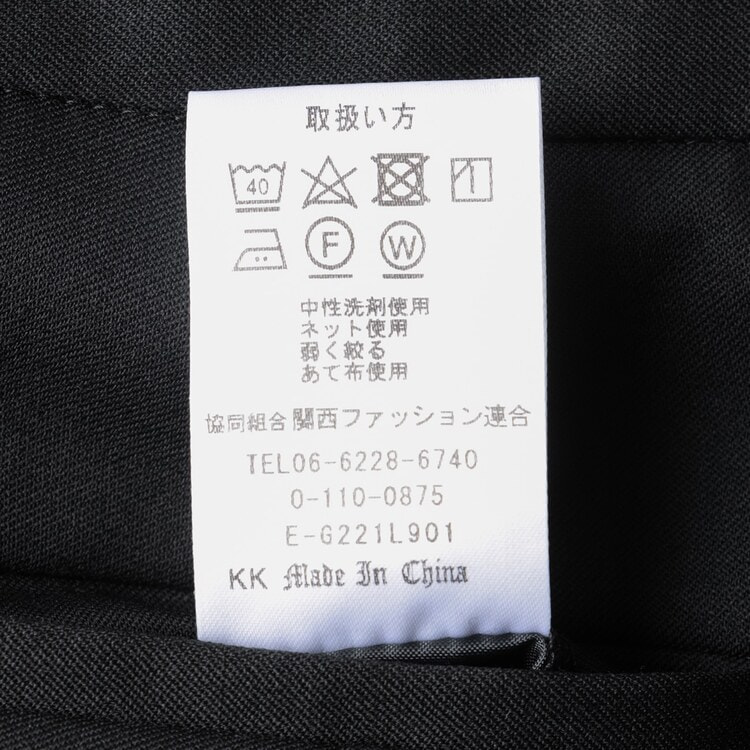 取扱い方
40
F W
中性洗剤使用
ネット使用
弱く絞る
あて布使用
協同組合関西ファッション連合
TEL06-6228-6740
0-110-0875
E-G221L901
KK Made In China